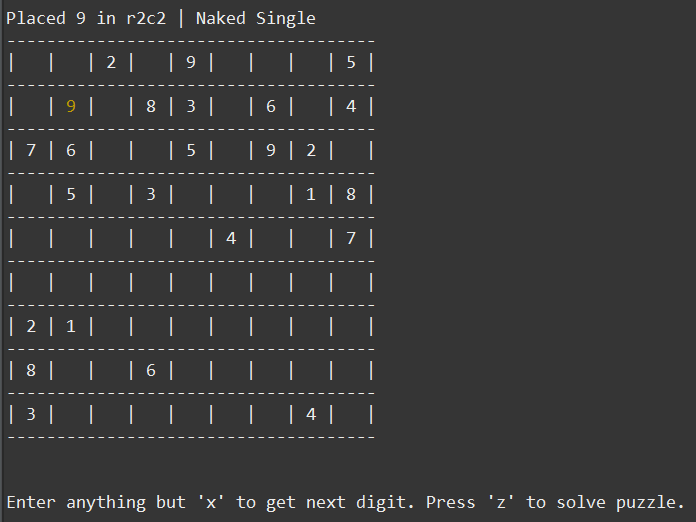 Placed 9 in r2c2 | Naked Single
-------------------------------------
|   |   | 2 |   | 9 |   |   |   | 5 |
-------------------------------------
|   | 9 |   | 8 | 3 |   | 6 |   | 4 |
-------------------------------------
| 7 | 6 |   |   | 5 |   | 9 | 2 |   |
-------------------------------------
|   | 5 |   | 3 |   |   |   | 1 | 8 |
-------------------------------------
|   |   |   |   |   | 4 |   |   | 7 |
-------------------------------------
|   |   |   |   |   |   |   |   |   |
-------------------------------------
| 2 | 1 |   |   |   |   |   |   |   |
-------------------------------------
| 8 |   |   | 6 |   |   |   |   |   |
-------------------------------------
| 3 |   |   |   |   |   |   | 4 |   |
-------------------------------------
Enter anything but 'x' to get next digit. Press 'z' to solve puzzle.